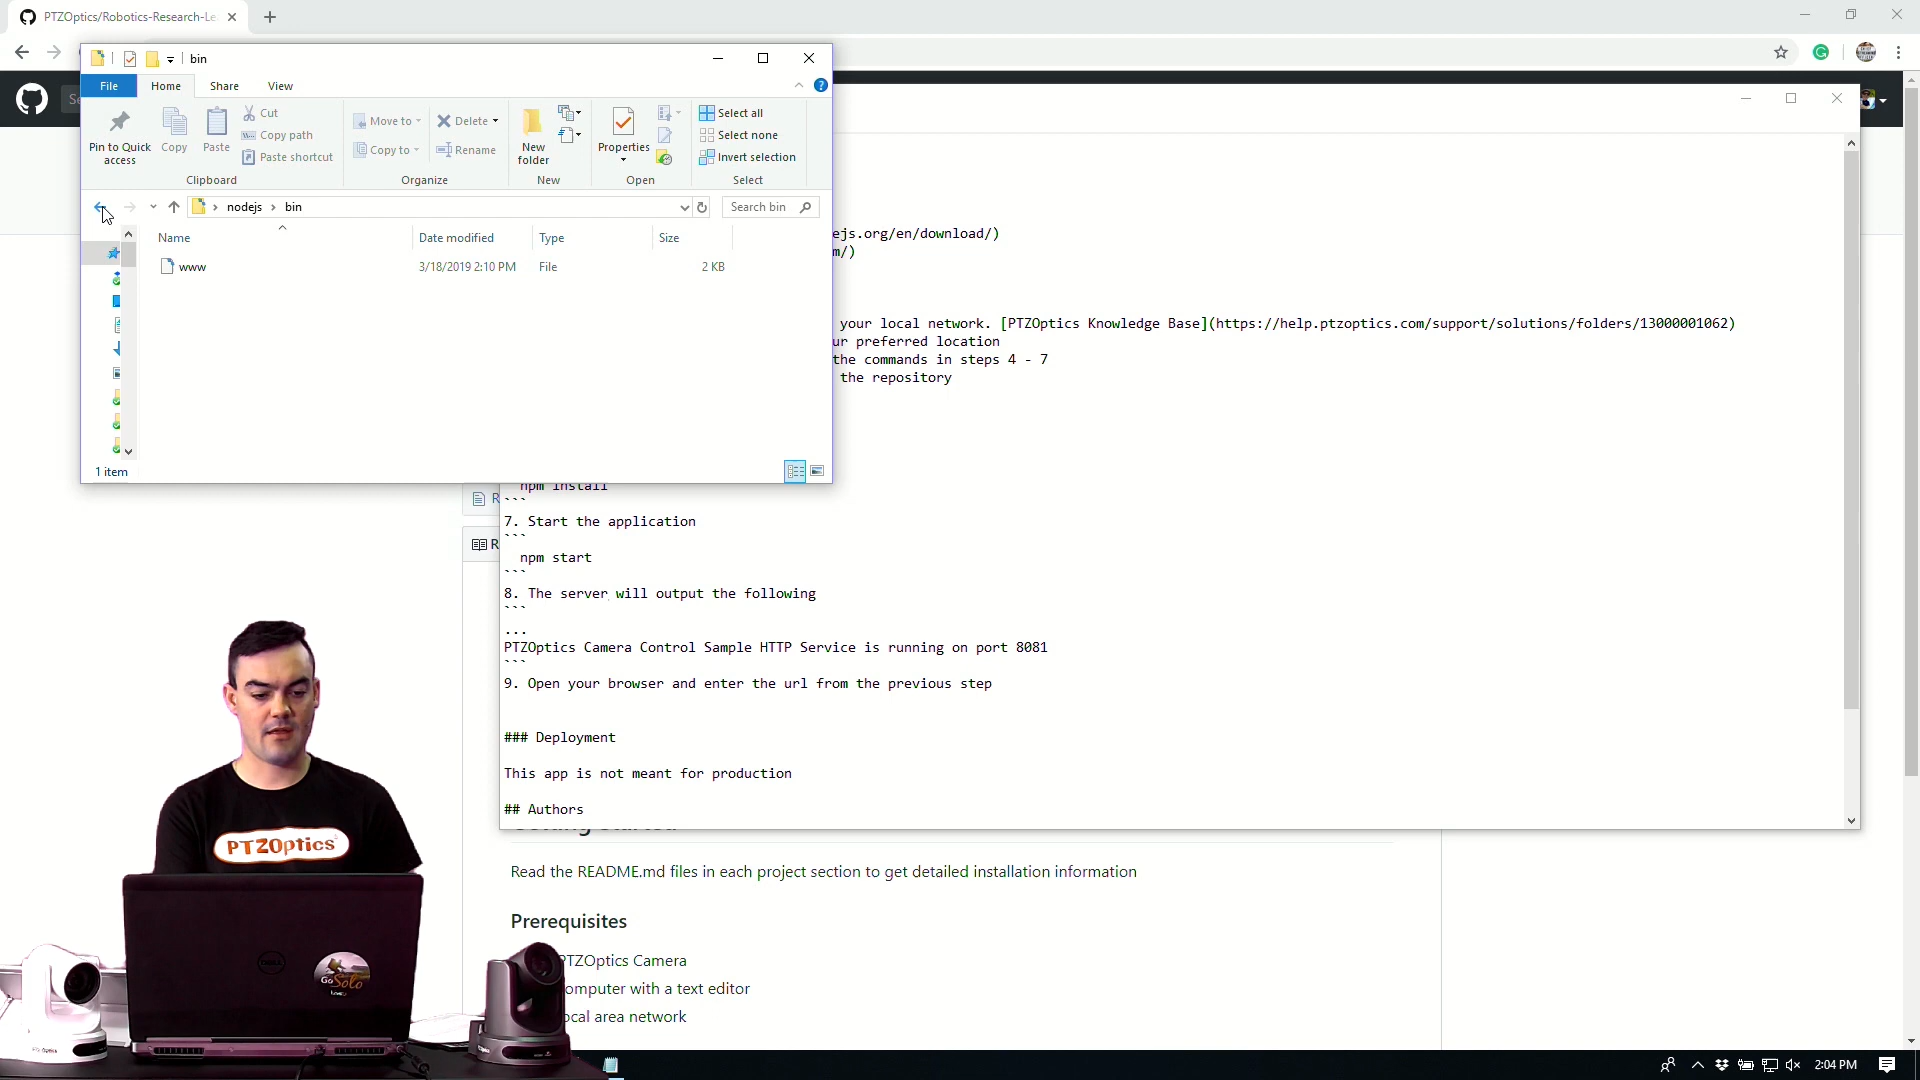 PTZOptics/Robotics-Research-Le
bin
File
Home
Share
View
Pin to Quick access
Copy
Paste
Cut
Copy path
Paste shortcut
Clipboard
Move to
Copy to
Delete
Rename
Organize
New folder
New
Properties
Open
Select all
Select none
Invert selection
Select
nodejs
bin
Search bin
Name
Date modified
Type
Size
www
3/18/2019 2:10 PM
File
2 KB
1 item
ejs.org/en/download/)
m/)
your local network. [PTZOptics Knowledge Base](https://help.ptzoptics.com/support/solutions/folders/13000001062)
ur preferred location
the commands in steps 4 - 7
the repository
npm install
```
7. Start the application
```
npm start
```
8. The server will output the following
```
...
PTZOptics Camera Control Sample HTTP Service is running on port 8081
```
9. Open your browser and enter the url from the previous step
### Deployment
This app is not meant for production
## Authors
Getting Started
Read the README.md files in each project section to get detailed installation information
Prerequisites
PTZOptics Camera
omputer with a text editor
ocal area network
PTZOptics
DELL
Go Solo
2:04 PM